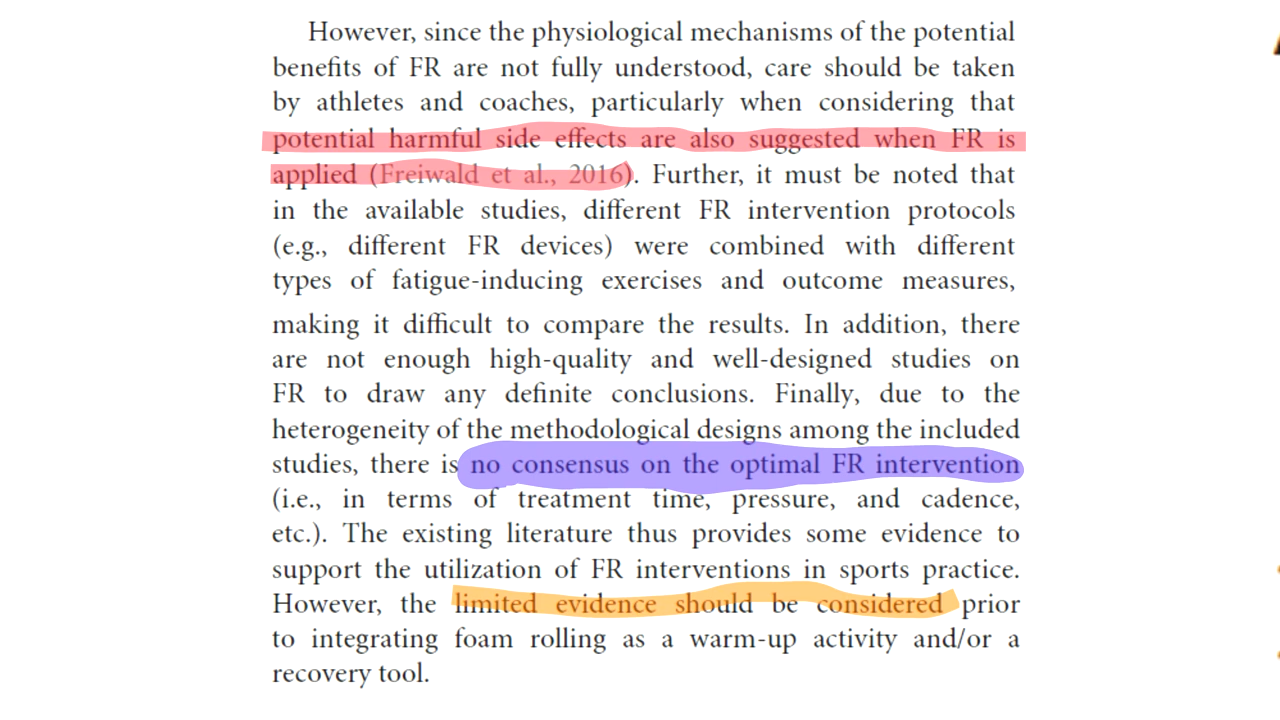 However, since the physiological mechanisms of the potential
benefits of FR are not fully understood, care should be taken
by athletes and coaches, particularly when considering that
potential harmful side effects are also suggested when FR is
applied (Freiwald et al., 2016). Further, it must be noted that
in the available studies, different FR intervention protocols
(e.g., different FR devices) were combined with different
types of fatigue-inducing exercises and outcome measures,
making it difficult to compare the results. In addition, there
are not enough high-quality and well-designed studies on
FR to draw any definite conclusions. Finally, due to the
heterogeneity of the methodological designs among the included
studies, there is no consensus on the optimal FR intervention
(i.e., in terms of treatment time, pressure, and cadence,
etc.). The existing literature thus provides some evidence to
support the utilization of FR interventions in sports practice.
However, the limited evidence should be considered prior
to integrating foam rolling as a warm-up activity and/or a
recovery tool.